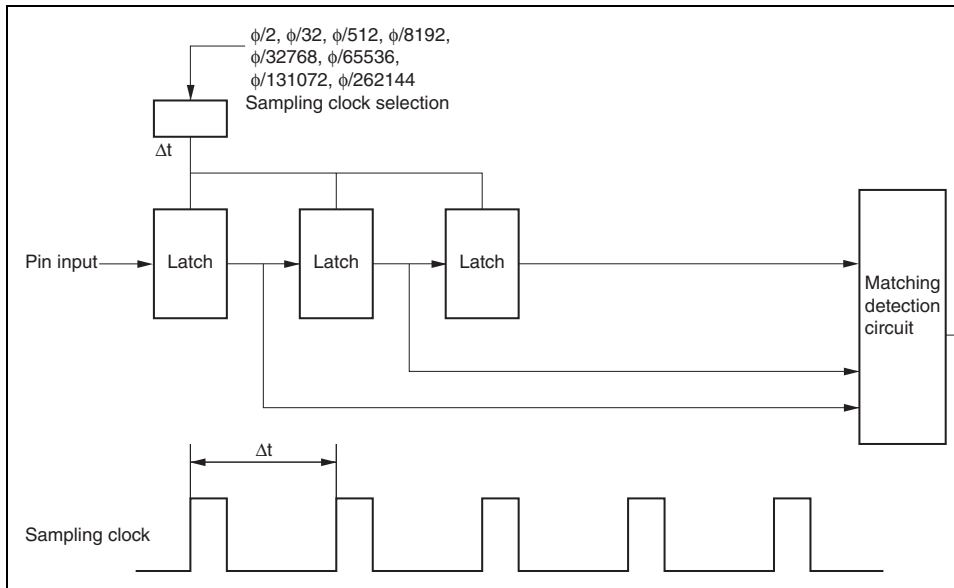 ϕ/2, ϕ/32, ϕ/512, ϕ/8192,
ϕ/32768, ϕ/65536,
ϕ/131072, ϕ/262144
Sampling clock selection
Δt
Pin input
Latch
Latch
Latch
Matching
detection
circuit
Δt
Sampling clock